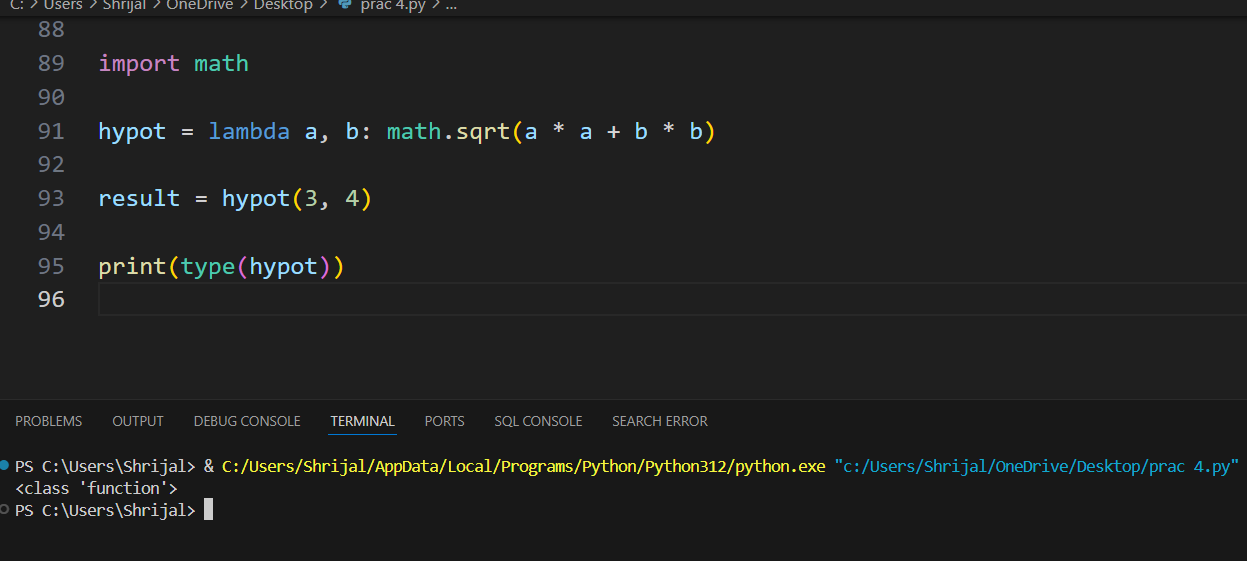 C: > Users > Shrijal > OneDrive > Desktop > prac 4.py > ...
88
89 import math
90
91 hypot = lambda a, b: math.sqrt(a * a + b * b)
92
93 result = hypot(3, 4)
94
95 print(type(hypot))
96
PROBLEMS OUTPUT DEBUG CONSOLE TERMINAL PORTS SQL CONSOLE SEARCH ERROR
PS C:\Users\Shrijal> & C:/Users/Shrijal/AppData/Local/Programs/Python/Python312/python.exe "c:/Users/Shrijal/OneDrive/Desktop/prac 4.py"
<class 'function'>
PS C:\Users\Shrijal>